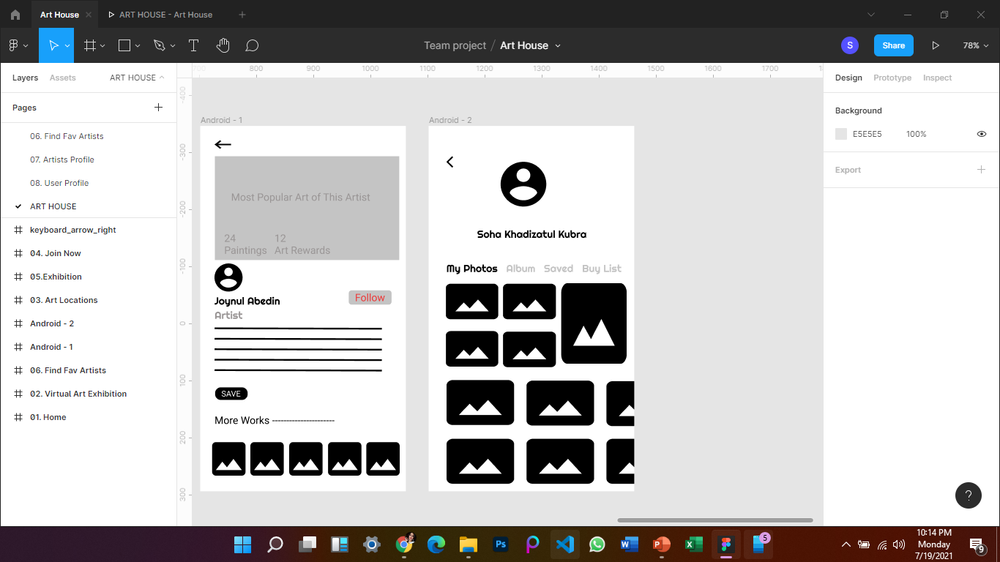 Art House
ART HOUSE - Art House
Team project / Art House
S
Share
78%
Layers
Assets
ART HOUSE
Pages
06. Find Fav Artists
07. Artists Profile
08. User Profile
ART HOUSE
keyboard_arrow_right
04. Join Now
05.Exhibition
03. Art Locations
Android - 2
Android - 1
06. Find Fav Artists
02. Virtual Art Exhibition
01. Home
700 800 900 1000 1100 1200 1300 1400 1500 1600 1700
-400
-300
-200
-100
0
100
200
300
Android - 1
Most Popular Art of This Artist
24
Paintings
12
Art Rewards
Joynul Abedin
Artist
Follow
SAVE
More Works ----------------------
Android - 2
Soha Khadizatul Kubra
My Photos Album Saved Buy List
Design
Prototype
Inspect
Background
E5E5E5 100%
Export
?
Ps
5
10:14 PM
Monday
7/19/2021
9